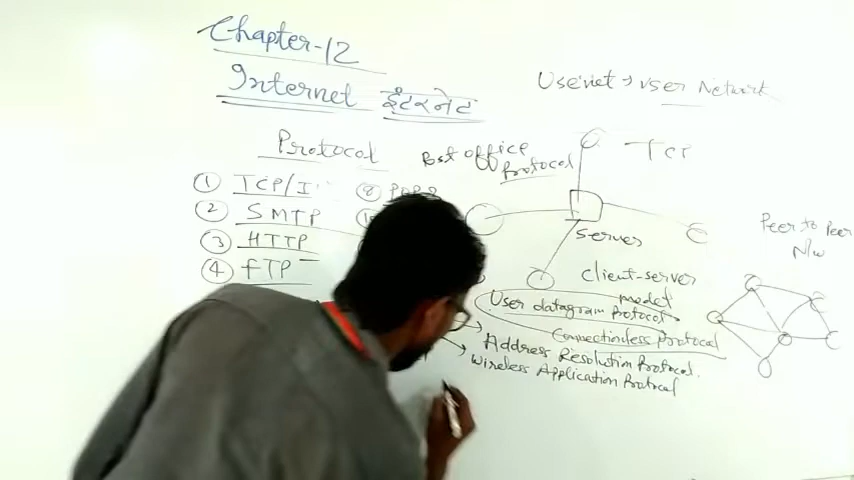 Chapter-12
Internet इंटरनेट
Usenet → User Network
Protocol
Post office Protocol
TCP
① TCP/I
② SMTP
③ HTTP
④ FTP
⑧
server
client-server
model
Peer to Peer
N/w
User datagram Protocol →
Connectionless Protocol
Address Resolution Protocol.
Wireless Application Protocol